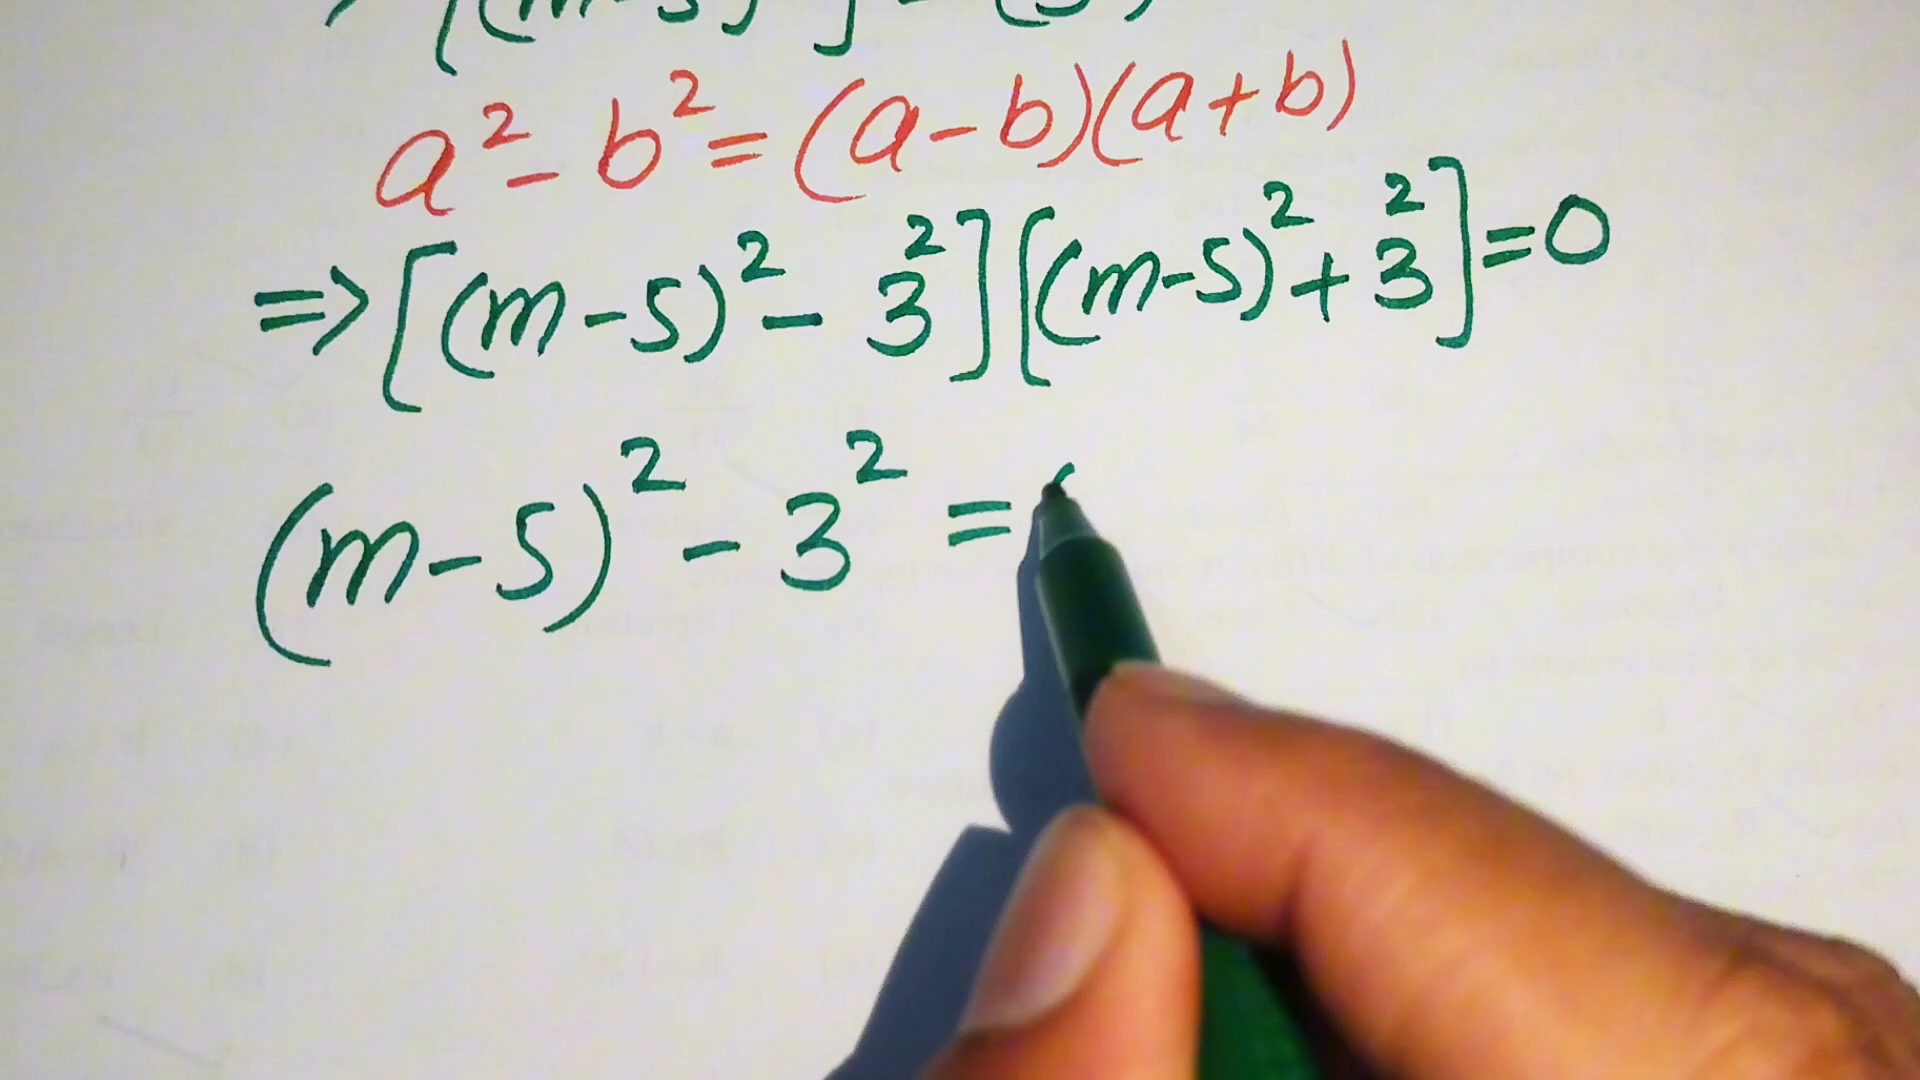 a² - b² = (a - b)(a + b)
⇒ [(m - 5)² - 3²][(m - 5)² + 3²] = 0
(m - 5)² - 3² =